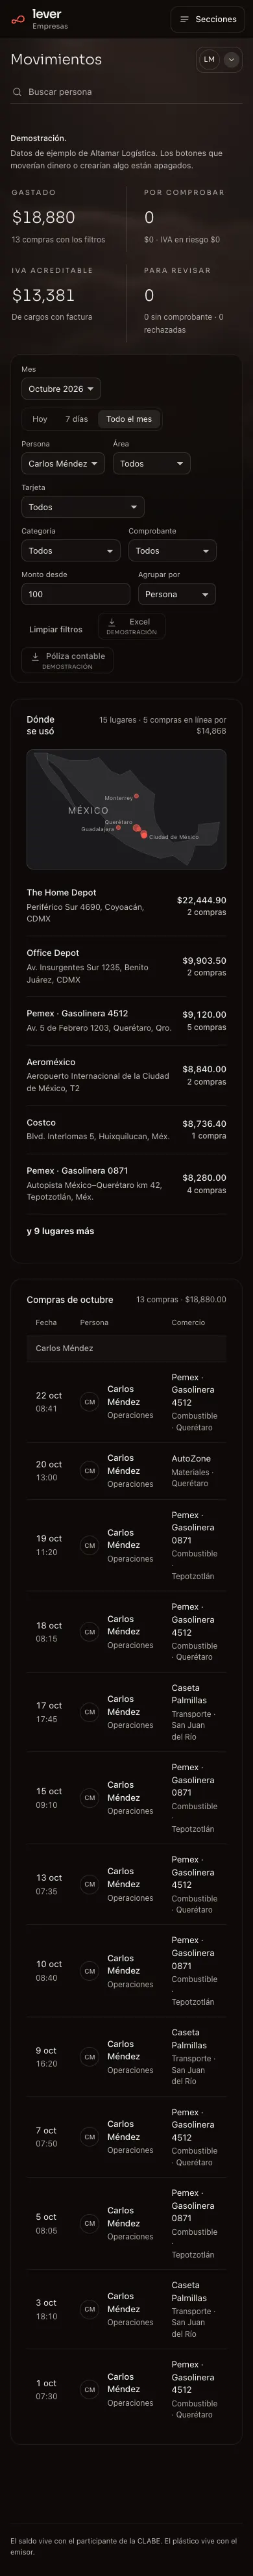 lever
Empresas
Secciones
Movimientos
LM
Buscar persona
Demostración.
Datos de ejemplo de Altamar Logística. Los botones que
moverían dinero o crearían algo están apagados.
GASTADO
$18,880
13 compras con los filtros
POR COMPROBAR
0
$0 · IVA en riesgo $0
IVA ACREDITABLE
$13,381
De cargos con factura
PARA REVISAR
0
0 sin comprobante · 0
rechazadas
Mes
Octubre 2026
Hoy
7 días
Todo el mes
Persona
Carlos Méndez
Área
Todos
Tarjeta
Todos
Categoría
Todos
Comprobante
Todos
Monto desde
100
Agrupar por
Persona
Limpiar filtros
Excel
DEMOSTRACIÓN
Póliza contable
DEMOSTRACIÓN
Dónde
se usó
15 lugares · 5 compras en línea por
$14,868
MÉXICO
Monterrey
Querétaro
Guadalajara
Ciudad de México
The Home Depot
Periférico Sur 4690, Coyoacán,
CDMX
$22,444.90
2 compras
Office Depot
Av. Insurgentes Sur 1235, Benito
Juárez, CDMX
$9,903.50
2 compras
Pemex · Gasolinera 4512
Av. 5 de Febrero 1203, Querétaro, Qro.
$9,120.00
5 compras
Aeroméxico
Aeropuerto Internacional de la Ciudad
de México, T2
$8,840.00
2 compras
Costco
Blvd. Interlomas 5, Huixquilucan, Méx.
$8,736.40
1 compra
Pemex · Gasolinera 0871
Autopista México–Querétaro km 42,
Tepotzotlán, Méx.
$8,280.00
4 compras
y 9 lugares más
Compras de octubre
13 compras · $18,880.00
Fecha
Persona
Comercio
Carlos Méndez
22 oct
08:41
CM
Carlos
Méndez
Operaciones
Pemex ·
Gasolinera
4512
Combustible
· Querétaro
20 oct
13:00
CM
Carlos
Méndez
Operaciones
AutoZone
Materiales ·
Querétaro
19 oct
11:20
CM
Carlos
Méndez
Operaciones
Pemex ·
Gasolinera
0871
Combustible
·
Tepotzotlán
18 oct
08:15
CM
Carlos
Méndez
Operaciones
Pemex ·
Gasolinera
4512
Combustible
· Querétaro
17 oct
17:45
CM
Carlos
Méndez
Operaciones
Caseta
Palmillas
Transporte ·
San Juan
del Río
15 oct
09:10
CM
Carlos
Méndez
Operaciones
Pemex ·
Gasolinera
0871
Combustible
·
Tepotzotlán
13 oct
07:35
CM
Carlos
Méndez
Operaciones
Pemex ·
Gasolinera
4512
Combustible
· Querétaro
10 oct
08:40
CM
Carlos
Méndez
Operaciones
Pemex ·
Gasolinera
0871
Combustible
·
Tepotzotlán
9 oct
16:20
CM
Carlos
Méndez
Operaciones
Caseta
Palmillas
Transporte ·
San Juan
del Río
7 oct
07:50
CM
Carlos
Méndez
Operaciones
Pemex ·
Gasolinera
4512
Combustible
· Querétaro
5 oct
08:05
CM
Carlos
Méndez
Operaciones
Pemex ·
Gasolinera
0871
Combustible
·
Tepotzotlán
3 oct
18:10
CM
Carlos
Méndez
Operaciones
Caseta
Palmillas
Transporte ·
San Juan
del Río
1 oct
07:30
CM
Carlos
Méndez
Operaciones
Pemex ·
Gasolinera
4512
Combustible
· Querétaro
El saldo vive con el participante de la CLABE. El plástico vive con el
emisor.